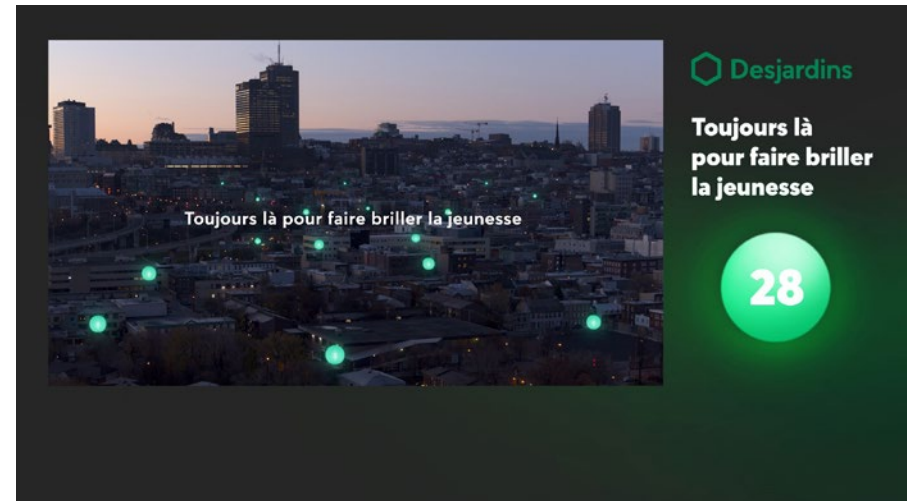 Toujours là pour faire briller la jeunesse
Desjardins
Toujours là
pour faire briller
la jeunesse
28